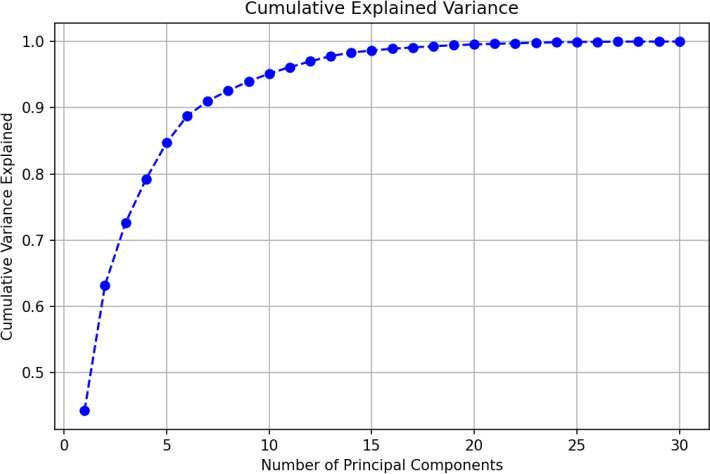 Cumulative Explained Variance
Cumulative Variance Explained
1.0
0.9
0.8
0.7
0.6
0.5
0 5 10 15 20 25 30
Number of Principal Components